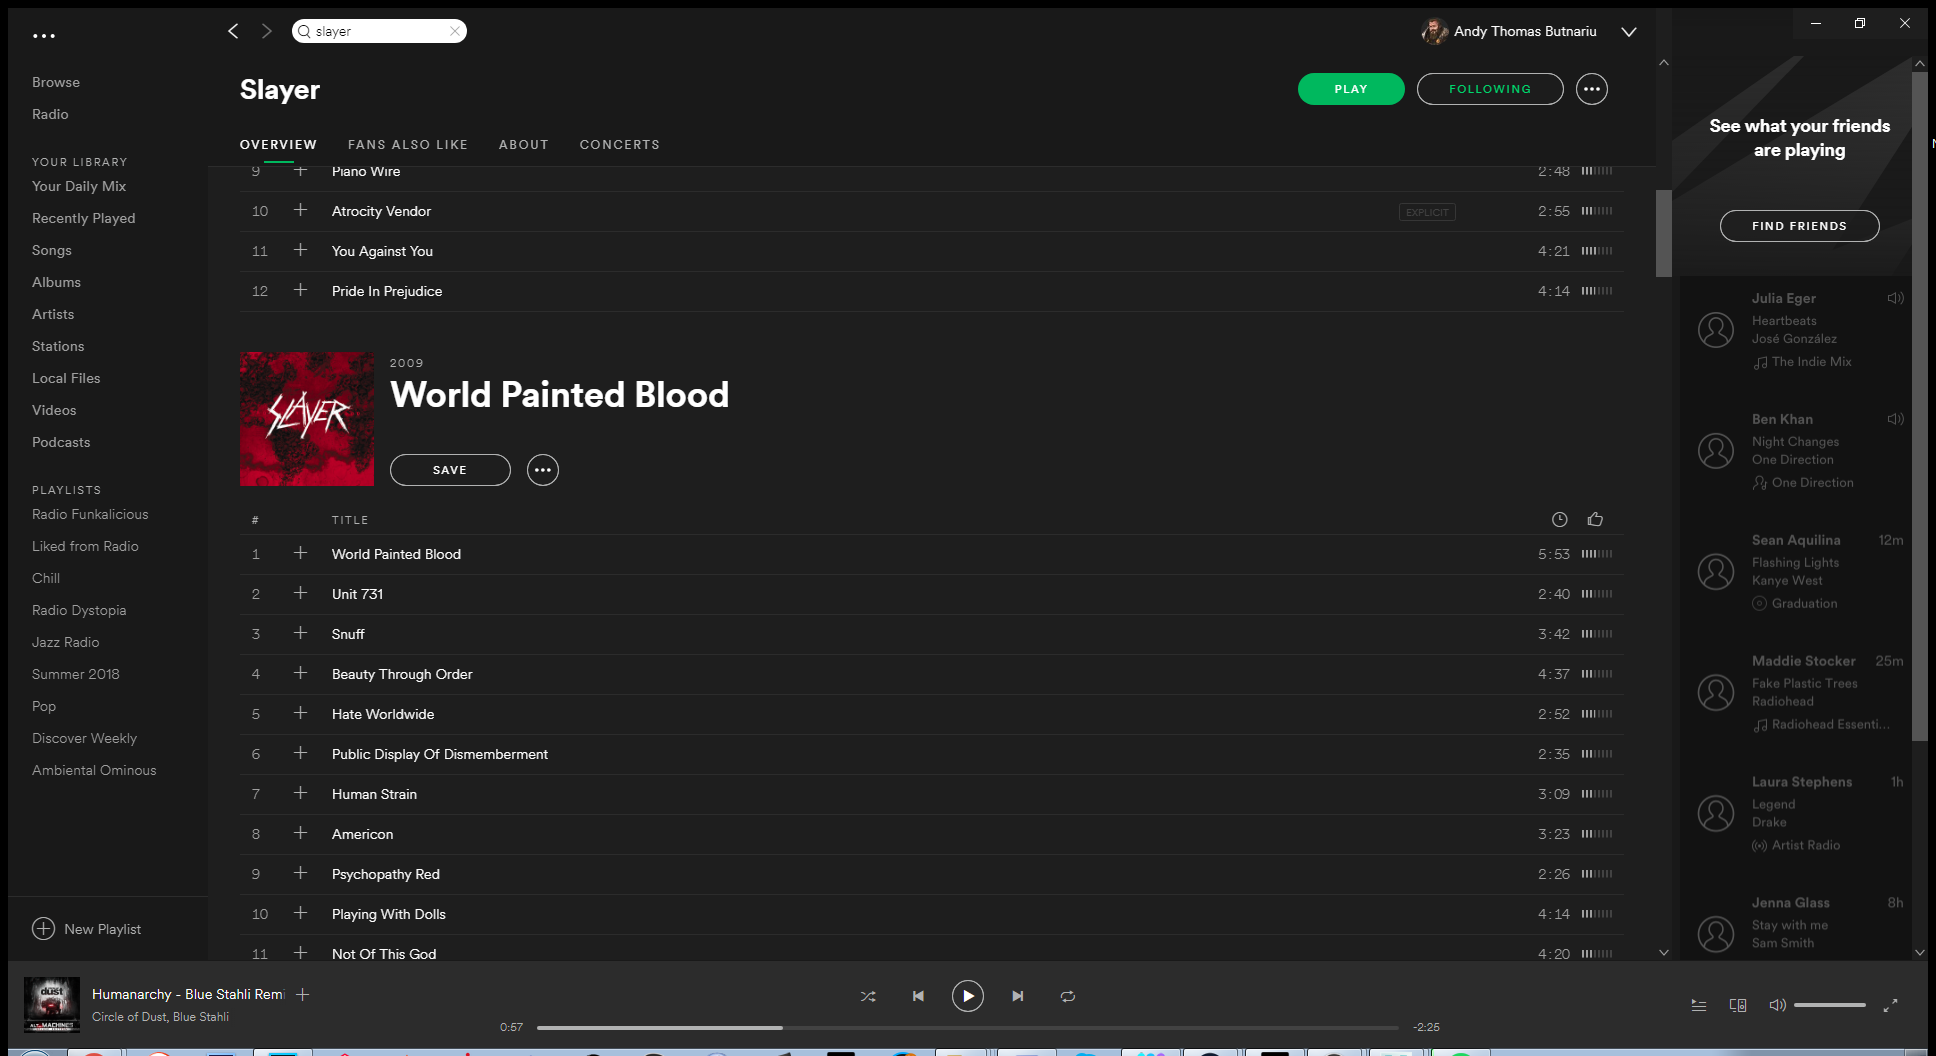 slayer
Andy Thomas Butnariu
Browse
Radio
YOUR LIBRARY
Your Daily Mix
Recently Played
Songs
Albums
Artists
Stations
Local Files
Videos
Podcasts
PLAYLISTS
Radio Funkalicious
Liked from Radio
Chill
Radio Dystopia
Jazz Radio
Summer 2018
Pop
Discover Weekly
Ambiental Ominous
New Playlist
Slayer
PLAY
FOLLOWING
OVERVIEW FANS ALSO LIKE ABOUT CONCERTS
9 Piano Wire 2:48
10 Atrocity Vendor EXPLICIT 2:55
11 You Against You 4:21
12 Pride In Prejudice 4:14
SLAYER
2009
World Painted Blood
SAVE
# TITLE
1 World Painted Blood 5:53
2 Unit 731 2:40
3 Snuff 3:42
4 Beauty Through Order 4:37
5 Hate Worldwide 2:52
6 Public Display Of Dismemberment 2:35
7 Human Strain 3:09
8 Americon 3:23
9 Psychopathy Red 2:26
10 Playing With Dolls 4:14
11 Not Of This God 4:20
See what your friends
are playing
FIND FRIENDS
Julia Eger
Heartbeats
José González
The Indie Mix
Ben Khan
Night Changes
One Direction
One Direction
Sean Aquilina 12m
Flashing Lights
Kanye West
Graduation
Maddie Stocker 25m
Fake Plastic Trees
Radiohead
Radiohead Essenti...
Laura Stephens 1h
Legend
Drake
Artist Radio
Jenna Glass 8h
Stay with me
Sam Smith
dust
ALT_MACHINES
Humanarchy - Blue Stahli Remi
Circle of Dust, Blue Stahli
0:57
-2:25